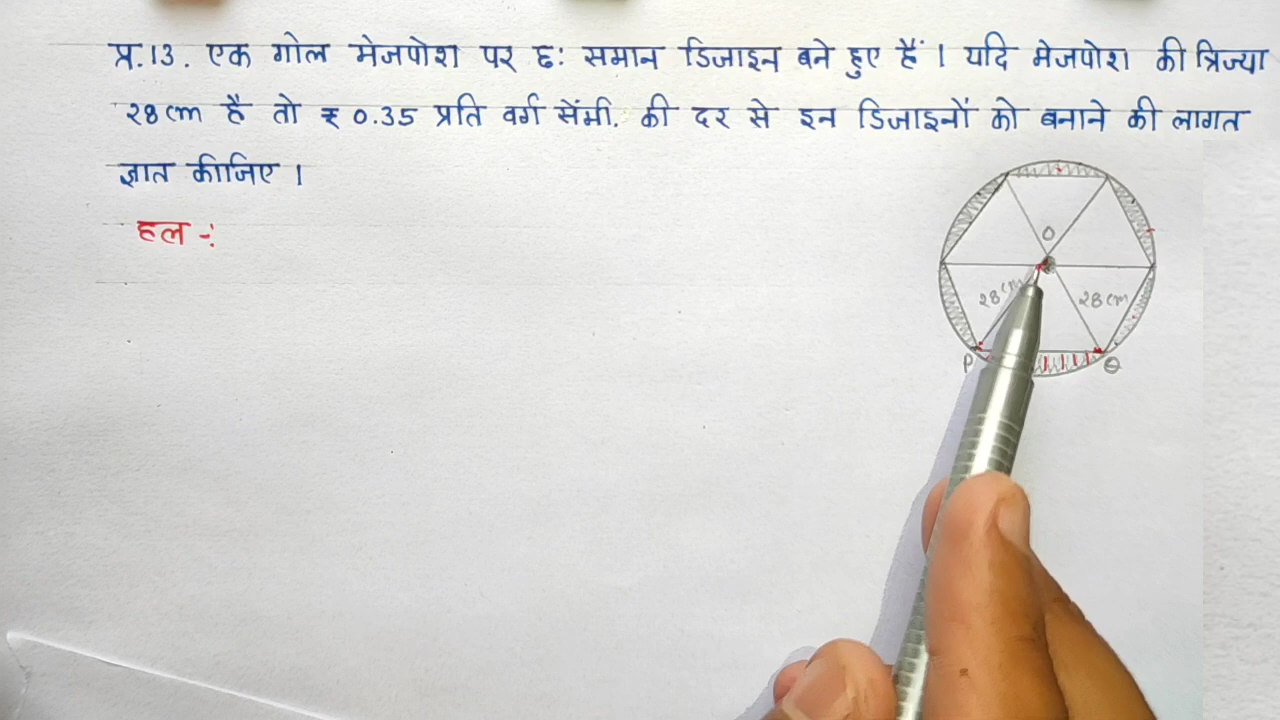 प्र.13. एक गोल मेजपोश पर छः समान डिजाइन बने हुए हैं । यदि मेजपोश की त्रिज्या
28 cm है तो ₹ 0.35 प्रति वर्ग सेंमी. की दर से इन डिजाइनों को बनाने की लागत
ज्ञात कीजिए ।
हल -:
O
28 cm 28 cm
P Q